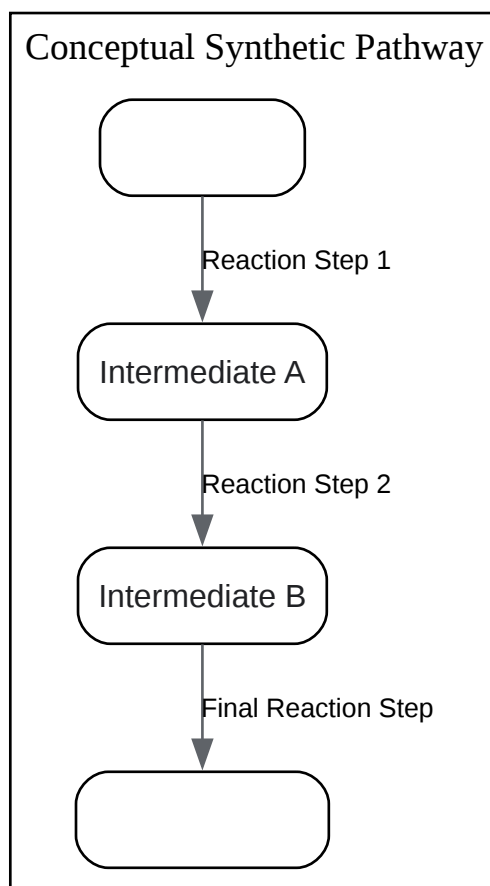 Conceptual Synthetic Pathway
Reaction Step 1
Intermediate A
Reaction Step 2
Intermediate B
Final Reaction Step